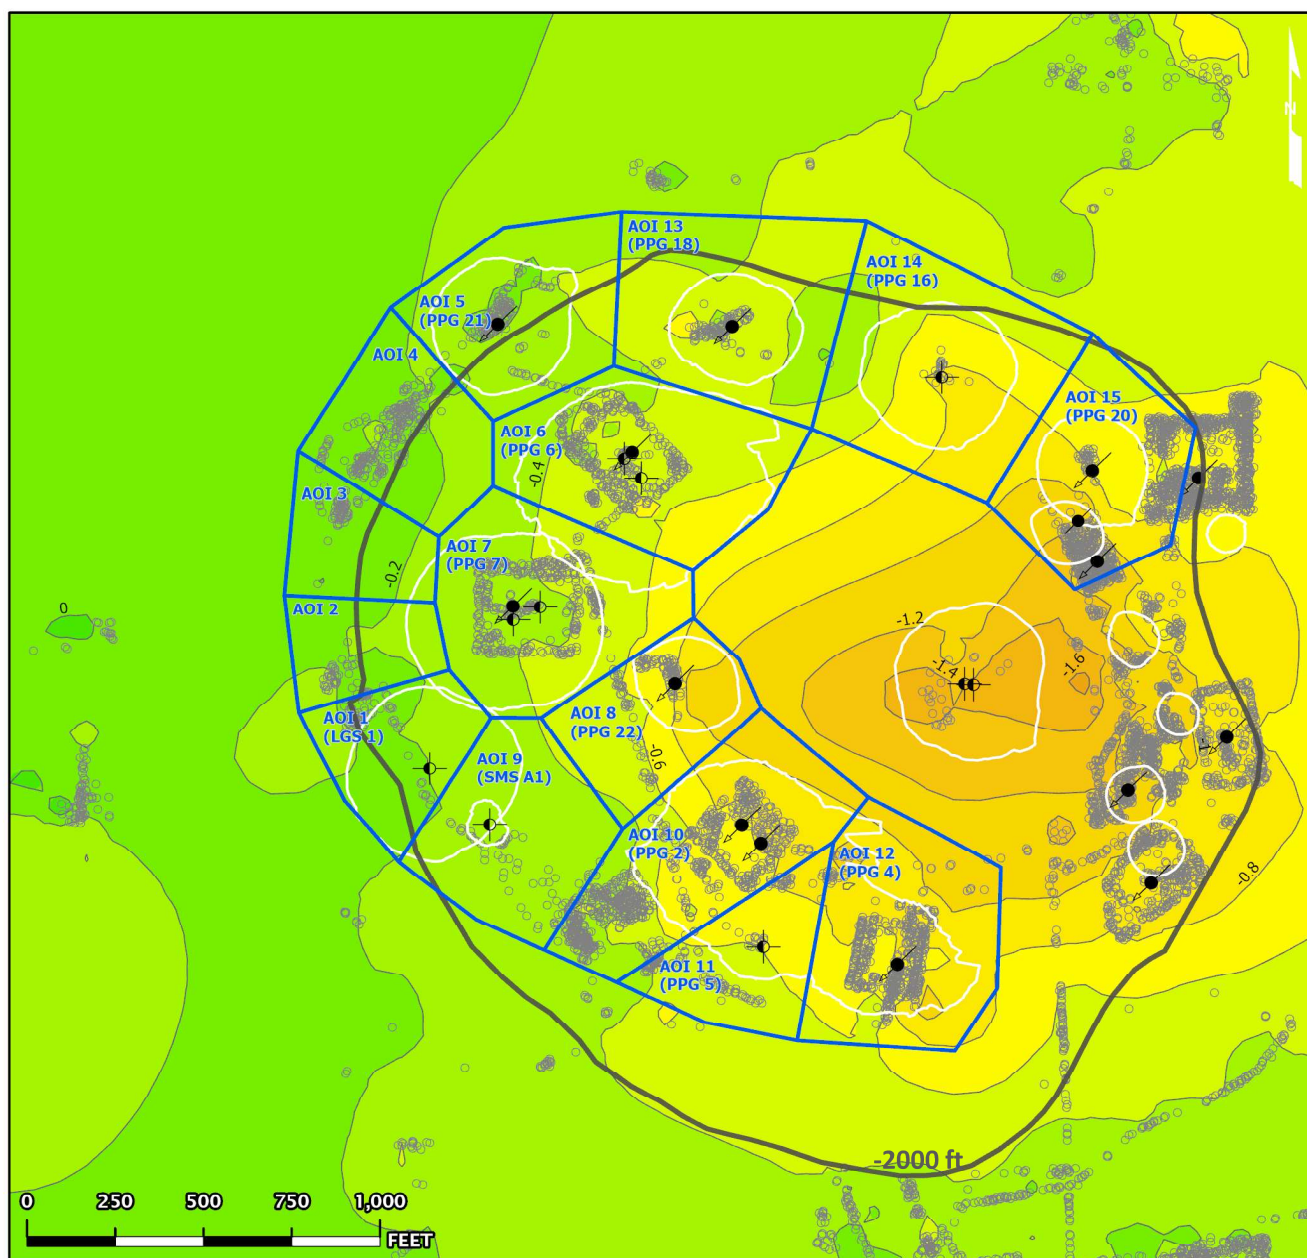 N
AOI 13
(PPG 18)
AOI 14
(PPG 16)
AOI 5
(PPG 21)
AOI 4
AOI 15
(PPG 20)
AOI 6
(PPG 6)
-0.4
AOI 3
AOI 7
(PPG 7)
-0.2
0
AOI 2
-1.2
-1.4
-1.6
AOI 1
(LGS 1)
AOI 8
(PPG 22)
-0.6
-1
AOI 9
(SMS A1)
AOI 10
(PPG 2)
AOI 12
(PPG 4)
-0.8
AOI 11
(PPG 5)
-2000 ft
0 250 500 750 1,000
FEET